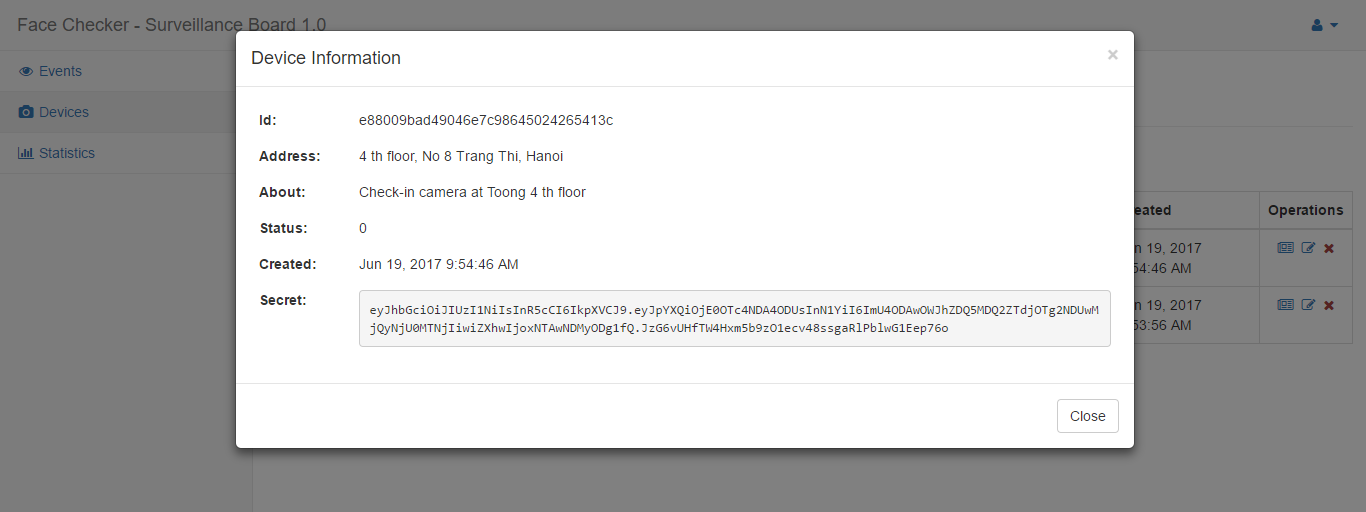 Face Checker - Surveillance Board 1.0
Device Information
×
Events
Devices
Statistics
Id: e88009bad49046e7c98645024265413c
Address: 4 th floor, No 8 Trang Thi, Hanoi
About: Check-in camera at Toong 4 th floor
Status: 0
Created: Jun 19, 2017 9:54:46 AM
Secret: eyJhbGciOiJIUzI1NiIsInR5cCI6IkpXVCJ9.eyJpYXQiOjE0OTc4NDA4ODUsInN1YiI6ImU4ODAwOWJhZDQ5MDQ2ZTdjOTg2NDUwM
jQyNjU0MTNjIiwiZXhwIjoxNTAwNDMyODg1fQ.JzG6vUHfTW4Hxm5b9zO1ecv48ssgaRlPblwG1Eep76o
Close
eated Operations
n 19, 2017
54:46 AM
n 19, 2017
53:56 AM